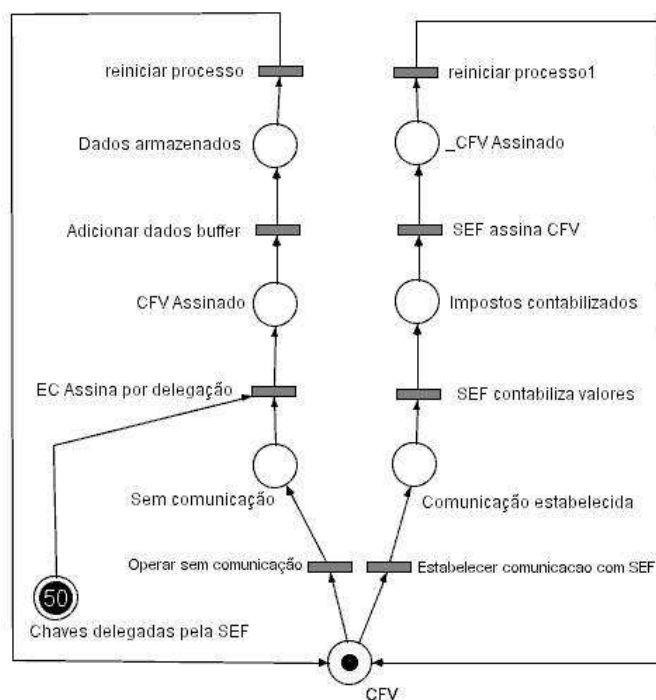 reiniciar processo
reiniciar processo1
Dados armazenados
_CFV Assinado
Adicionar dados buffer
SEF assina CFV
CFV Assinado
Impostos contabilizados
EC Assina por delegação
SEF contabiliza valores
Sem comunicação
Comunicação estabelecida
Operar sem comunicação
Estabelecer comunicacao com SEF
50
Chaves delegadas pela SEF
CFV